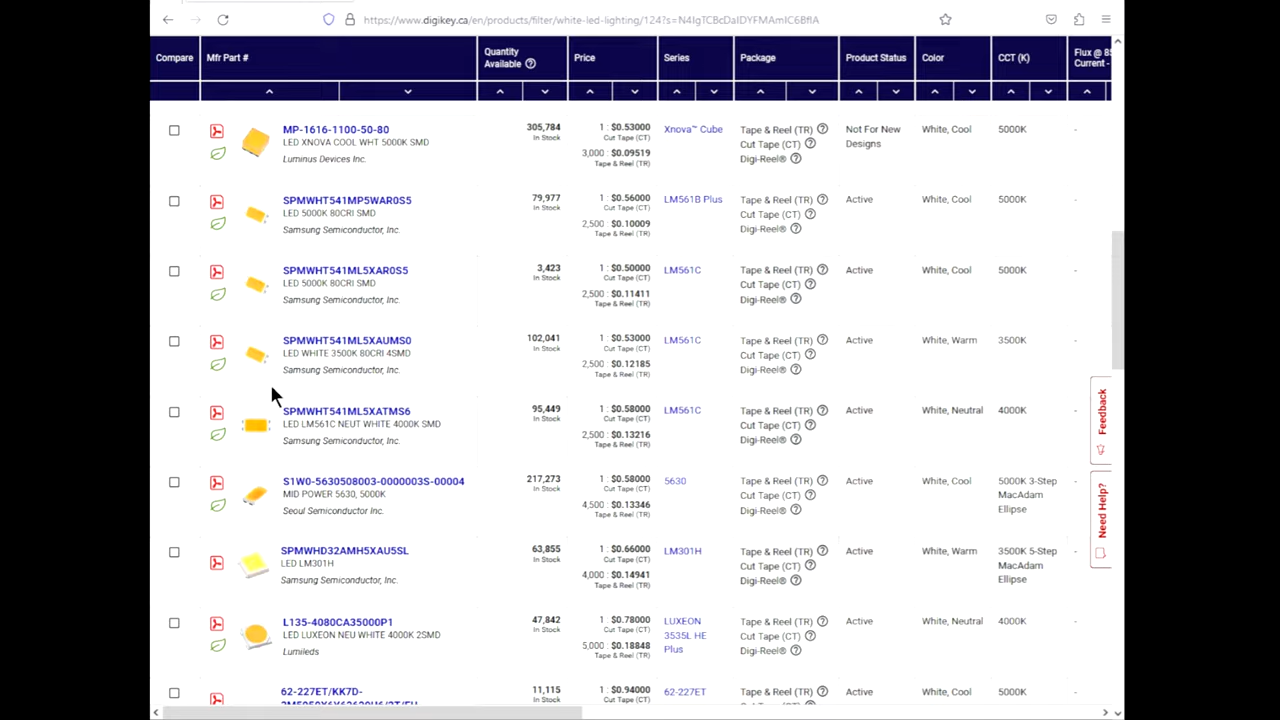 https://www.digikey.ca/en/products/filter/white-led-lighting/124?s=N4IgTCBcDaIDYFMAmIC6BfIA
Compare Mfr Part # Quantity Available Price Series Package Product Status Color CCT (K) Flux @ 85 Current -
MP-1616-1100-50-80 305,784 1 : $0.53000 Xnova™ Cube Tape & Reel (TR) Not For New White, Cool 5000K -
LED XNOVA COOL WHT 5000K SMD In Stock Cut Tape (CT) Cut Tape (CT) Designs
Luminus Devices Inc. 3,000 : $0.09519 Digi-Reel®
Tape & Reel (TR)
SPMWHT541MP5WAR0S5 79,977 1 : $0.56000 LM561B Plus Tape & Reel (TR) Active White, Cool 5000K -
LED 5000K 80CRI SMD In Stock Cut Tape (CT) Cut Tape (CT)
Samsung Semiconductor, Inc. 2,500 : $0.10009 Digi-Reel®
Tape & Reel (TR)
SPMWHT541ML5XAR0S5 3,423 1 : $0.50000 LM561C Tape & Reel (TR) Active White, Cool 5000K -
LED 5000K 80CRI SMD In Stock Cut Tape (CT) Cut Tape (CT)
Samsung Semiconductor, Inc. 2,500 : $0.11411 Digi-Reel®
Tape & Reel (TR)
SPMWHT541ML5XAUMS0 102,041 1 : $0.53000 LM561C Tape & Reel (TR) Active White, Warm 3500K -
LED WHITE 3500K 80CRI 4SMD In Stock Cut Tape (CT) Cut Tape (CT)
Samsung Semiconductor, Inc. 2,500 : $0.12185 Digi-Reel®
Tape & Reel (TR)
SPMWHT541ML5XATMS6 95,449 1 : $0.58000 LM561C Tape & Reel (TR) Active White, Neutral 4000K -
LED LM561C NEUT WHITE 4000K SMD In Stock Cut Tape (CT) Cut Tape (CT)
Samsung Semiconductor, Inc. 2,500 : $0.13216 Digi-Reel®
Tape & Reel (TR)
S1W0-5630508003-0000003S-00004 217,273 1 : $0.58000 5630 Tape & Reel (TR) Active White, Cool 5000K 3-Step -
MID POWER 5630, 5000K In Stock Cut Tape (CT) Cut Tape (CT) MacAdam
Seoul Semiconductor Inc. 4,500 : $0.13346 Digi-Reel® Ellipse
Tape & Reel (TR)
SPMWHD32AMH5XAU5SL 63,855 1 : $0.66000 LM301H Tape & Reel (TR) Active White, Warm 3500K 5-Step -
LED LM301H In Stock Cut Tape (CT) Cut Tape (CT) MacAdam
Samsung Semiconductor, Inc. 4,000 : $0.14941 Digi-Reel® Ellipse
Tape & Reel (TR)
L135-4080CA35000P1 47,842 1 : $0.78000 LUXEON Tape & Reel (TR) Active White, Neutral 4000K -
LED LUXEON NEU WHITE 4000K 2SMD In Stock Cut Tape (CT) 3535L HE Cut Tape (CT)
Lumileds 5,000 : $0.18848 Plus Digi-Reel®
Tape & Reel (TR)
62-227ET/KK7D- 11,115 1 : $0.94000 62-227ET Tape & Reel (TR) Active White, Cool 5000K -
In Stock Cut Tape (CT) Cut Tape (CT)
Feedback
Need Help?